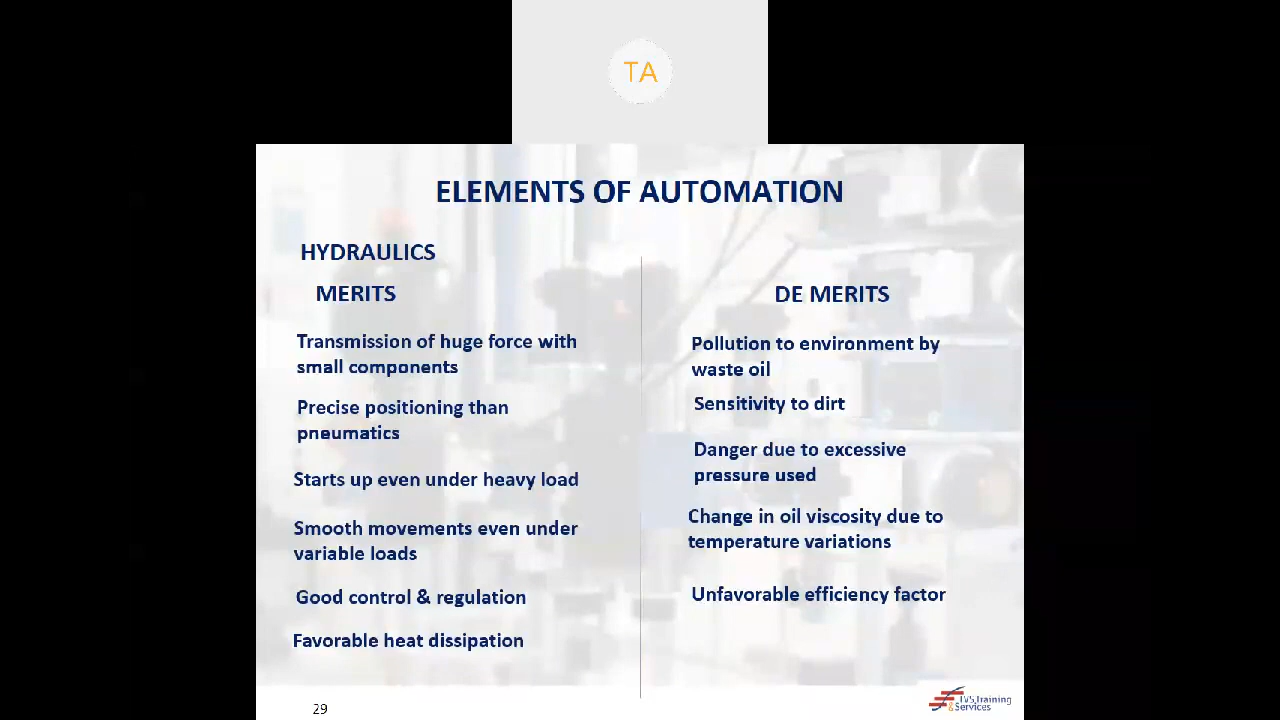 TA
ELEMENTS OF AUTOMATION
HYDRAULICS
MERITS
Transmission of huge force with
small components
Precise positioning than
pneumatics
Starts up even under heavy load
Smooth movements even under
variable loads
Good control & regulation
Favorable heat dissipation
DE MERITS
Pollution to environment by
waste oil
Sensitivity to dirt
Danger due to excessive
pressure used
Change in oil viscosity due to
temperature variations
Unfavorable efficiency factor
29
TVS Training
& Services